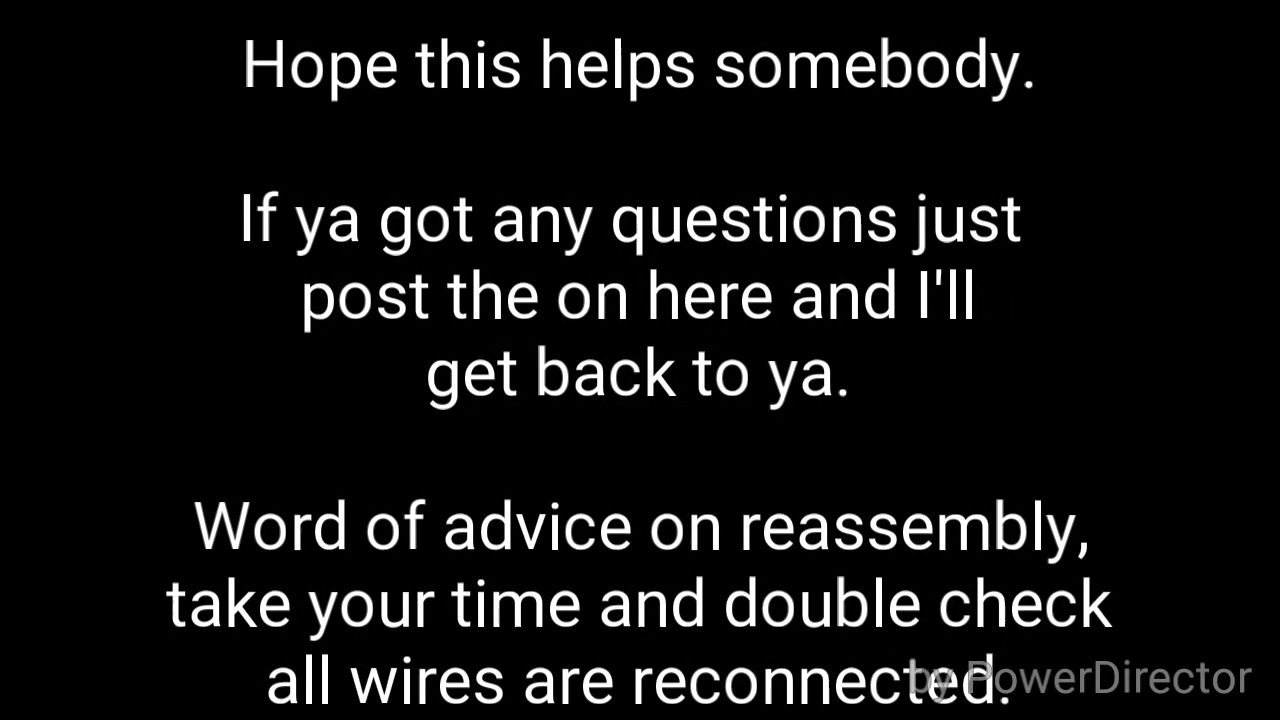 Hope this helps somebody.
If ya got any questions just
post the on here and I'll
get back to ya.
Word of advice on reassembly,
take your time and double check
all wires are reconnected.
by PowerDirector